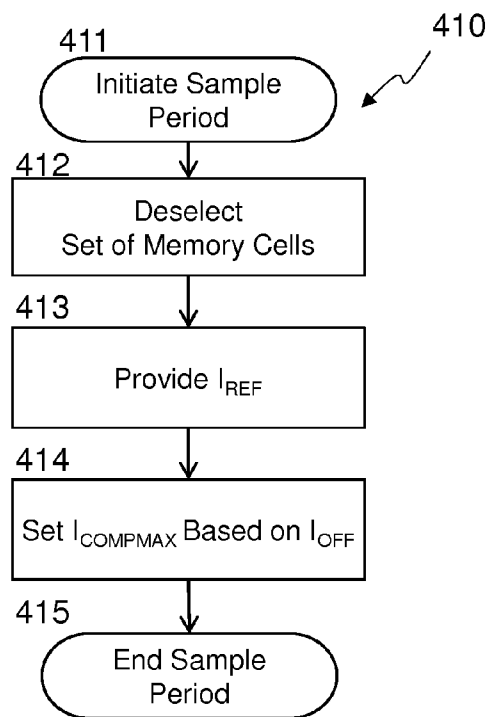 410
411
Initiate Sample
Period
412
Deselect
Set of Memory Cells
413
Provide I_REF
414
Set I_COMPMAX Based on I_OFF
415
End Sample
Period